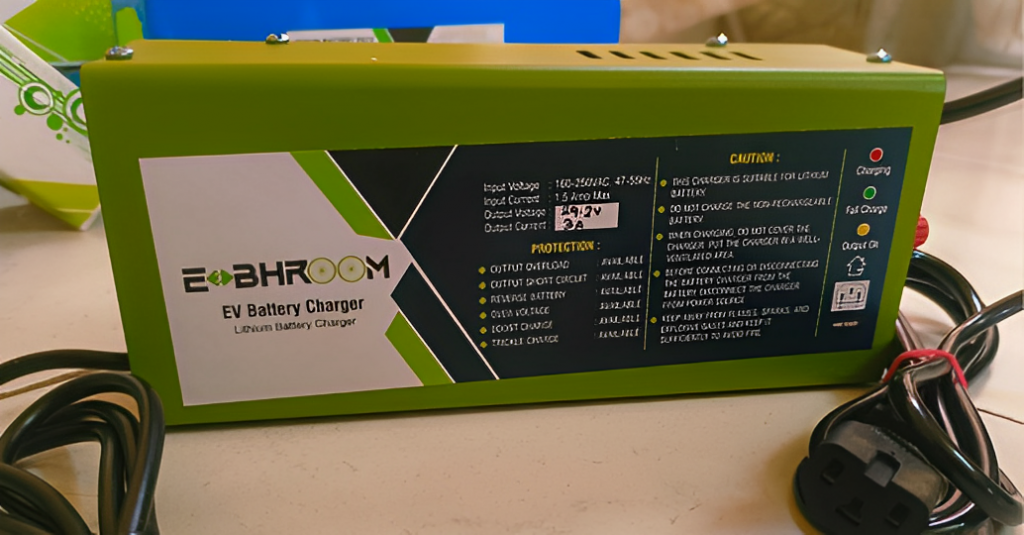 E-BHROOM
EV Battery Charger
Lithium Battery Charger
Input Voltage : 160-250VAC, 47-55Hz
Input Current : 1.5 Amp Max
Output Voltage : 29.2V
Output Current : 3A
PROTECTION :
OUTPUT OVERLOAD : AVAILABLE
OUTPUT SHORT CIRCUIT : AVAILABLE
REVERSE BATTERY : AVAILABLE
OVER VOLTAGE : AVAILABLE
BOOST CHARGE : AVAILABLE
TRICKLE CHARGE : AVAILABLE
CAUTION :
THIS CHARGER IS SUITABLE FOR LITHIUM
BATTERY.
DO NOT CHARGE THE NON-RECHARGEABLE
BATTERY.
WHEN CHARGING, DO NOT COVER THE
CHARGER. PUT THE CHARGER IN A WELL-
VENTILATED AREA.
BEFORE CONNECTING OR DISCONNECTING
THE BATTERY CHARGER FROM THE
BATTERY DISCONNECT THE CHARGER
FROM POWER SOURCE
KEEP AWAY FROM FLAMES, SPARKS, AND
EXPLOSIVE GASES AND KEEP IT
SUFFICIENTLY TO AVOID FIRE.
Charging
Full Charge
Output On